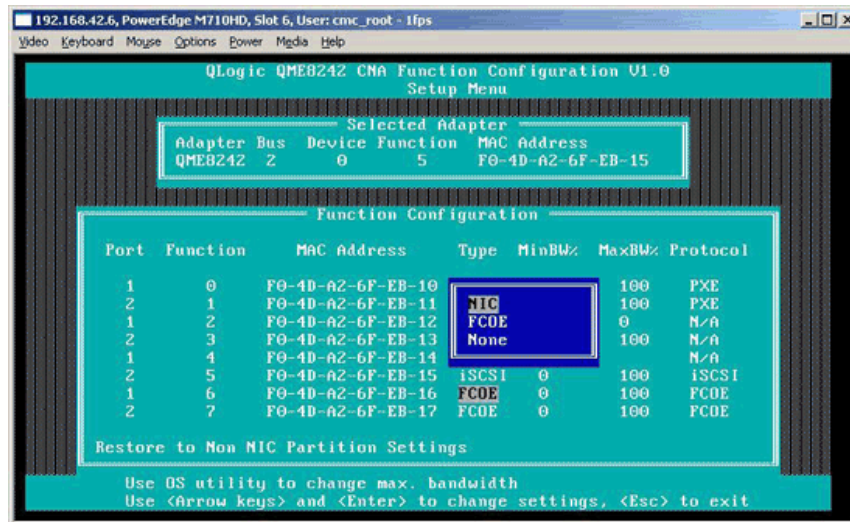 192.168.42.6, PowerEdge M710HD, Slot 6, User: cmc_root - 1fps
Video Keyboard Mouse Options Power Media Help
QLogic QME8242 CNA Function Configuration V1.0
Setup Menu
Selected Adapter
Adapter Bus Device Function MAC Address
QME8242 2 0 5 F0-4D-A2-6F-EB-15
Function Configuration
Port Function MAC Address Type MinBW% MaxBW% Protocol
1 0 F0-4D-A2-6F-EB-10 100 PXE
2 1 F0-4D-A2-6F-EB-11 NIC 100 PXE
1 2 F0-4D-A2-6F-EB-12 FCOE 0 N/A
2 3 F0-4D-A2-6F-EB-13 None 100 N/A
1 4 F0-4D-A2-6F-EB-14 N/A
2 5 F0-4D-A2-6F-EB-15 iSCSI 0 100 iSCSI
1 6 F0-4D-A2-6F-EB-16 FCOE 0 100 FCOE
2 7 F0-4D-A2-6F-EB-17 FCOE 0 100 FCOE
Restore to Non NIC Partition Settings
Use OS utility to change max. bandwidth
Use <Arrow keys> and <Enter> to change settings, <Esc> to exit